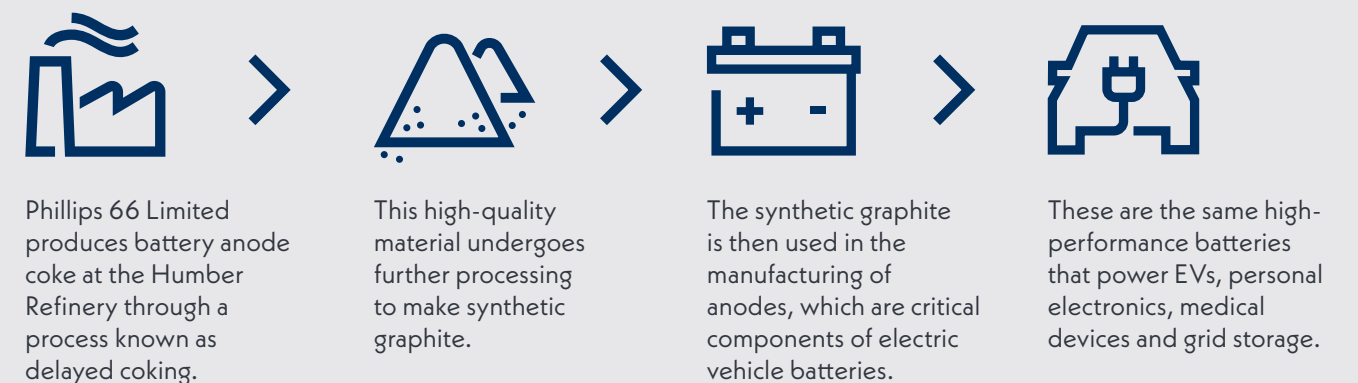 Phillips 66 Limited
produces battery anode
coke at the Humber
Refinery through a
process known as
delayed coking.
This high-quality
material undergoes
further processing
to make synthetic
graphite.
The synthetic graphite
is then used in the
manufacturing of
anodes, which are critical
components of electric
vehicle batteries.
These are the same high-
performance batteries
that power EVs, personal
electronics, medical
devices and grid storage.